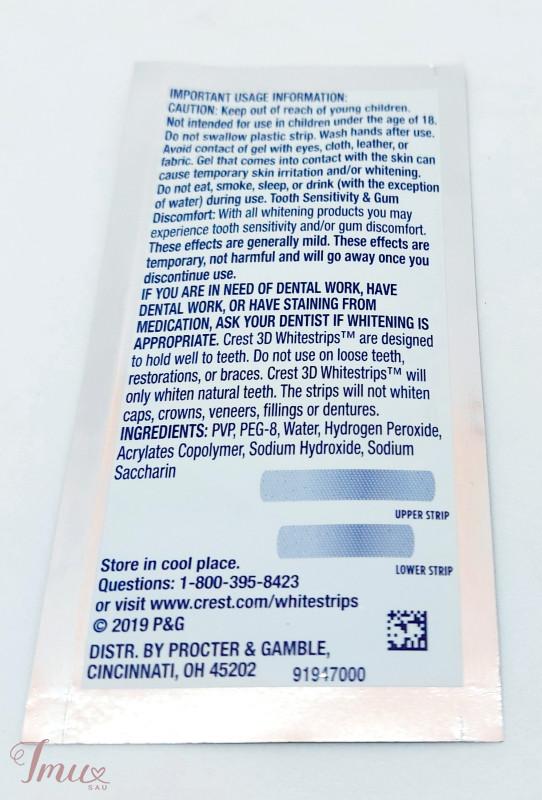 IMPORTANT USAGE INFORMATION:
CAUTION: Keep out of reach of young children.
Not intended for use in children under the age of 18.
Do not swallow plastic strip. Wash hands after use.
Avoid contact of gel with eyes, cloth, leather, or
fabric. Gel that comes into contact with the skin can
cause temporary skin irritation and/or whitening.
Do not eat, smoke, sleep, or drink (with the exception
of water) during use. Tooth Sensitivity & Gum
Discomfort: With all whitening products you may
experience tooth sensitivity and/or gum discomfort.
These effects are generally mild. These effects are
temporary, not harmful and will go away once you
discontinue use.
IF YOU ARE IN NEED OF DENTAL WORK, HAVE
DENTAL WORK, OR HAVE STAINING FROM
MEDICATION, ASK YOUR DENTIST IF WHITENING IS
APPROPRIATE. Crest 3D Whitestrips™ are designed
to hold well to teeth. Do not use on loose teeth,
restorations, or braces. Crest 3D Whitestrips™ will
only whiten natural teeth. The strips will not whiten
caps, crowns, veneers, fillings or dentures.
INGREDIENTS: PVP, PEG-8, Water, Hydrogen Peroxide,
Acrylates Copolymer, Sodium Hydroxide, Sodium
Saccharin
UPPER STRIP
LOWER STRIP
Store in cool place.
Questions: 1-800-395-8423
or visit www.crest.com/whitestrips
© 2019 P&G
DISTR. BY PROCTER & GAMBLE,
CINCINNATI, OH 45202 91947000
Imu
SAU